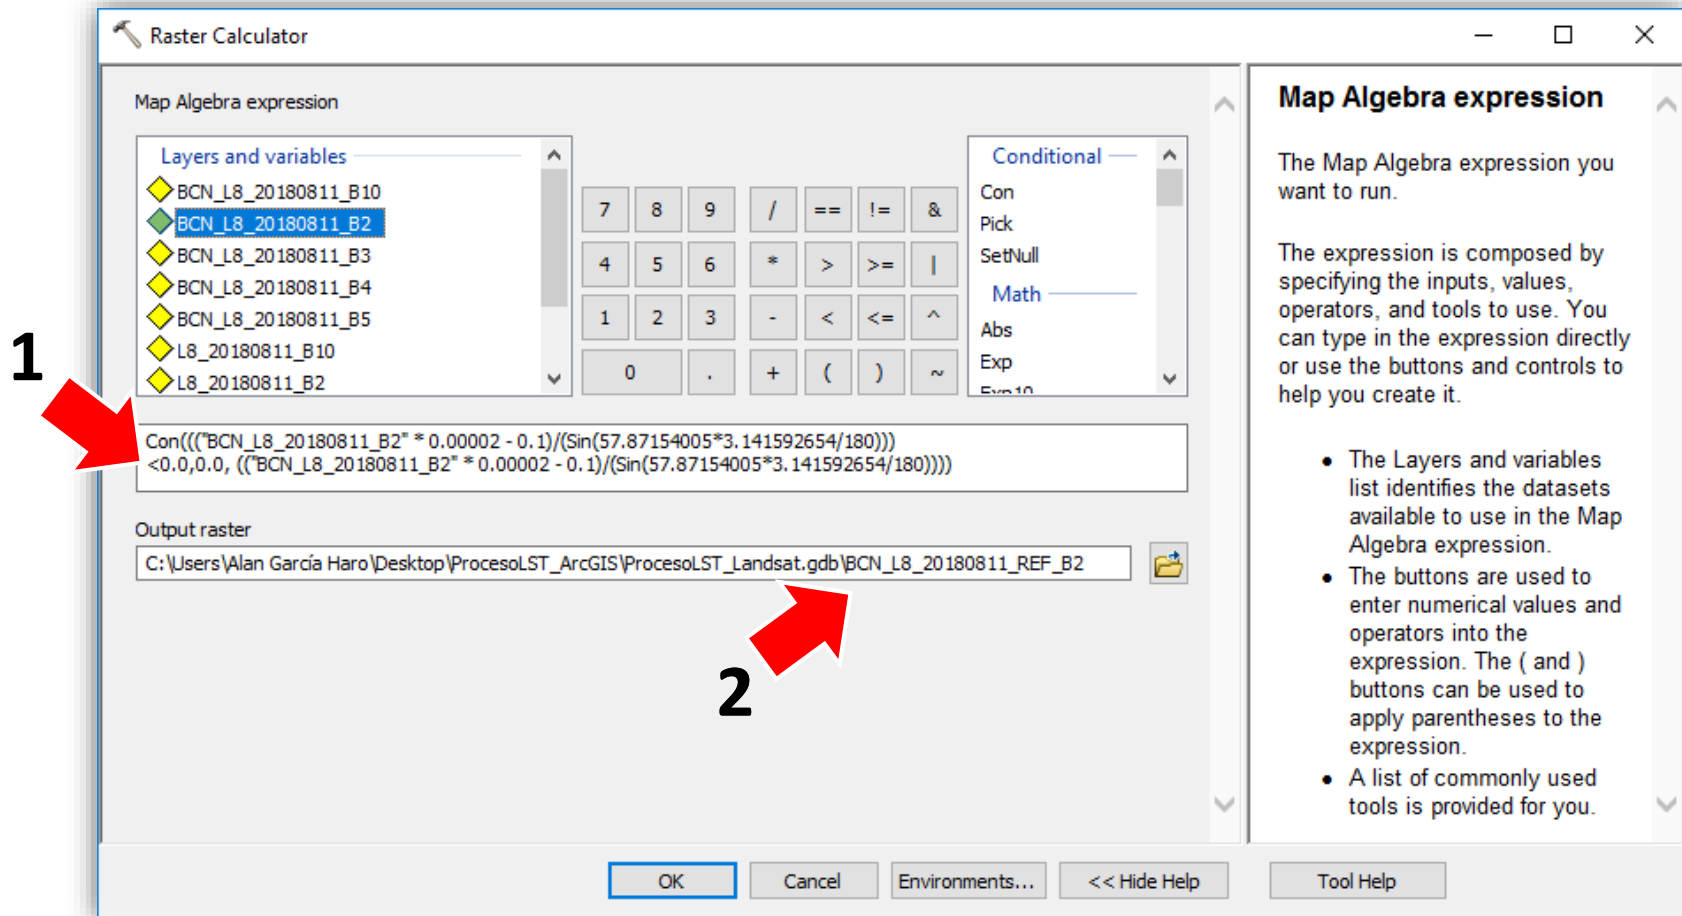 Raster Calculator
Map Algebra expression
Layers and variables
BCN_L8_20180811_B10
BCN_L8_20180811_B2
BCN_L8_20180811_B3
BCN_L8_20180811_B4
BCN_L8_20180811_B5
L8_20180811_B10
L8_20180811_B2
7 8 9 / == != &
4 5 6 * > >= |
1 2 3 - < <= ^
0 . + ( ) ~
Conditional
Con
Pick
SetNull
Math
Abs
Exp
Exp10
1
Con((("BCN_L8_20180811_B2" * 0.00002 - 0.1)/(Sin(57.87154005*3.141592654/180)))
<0.0,0.0, (("BCN_L8_20180811_B2" * 0.00002 - 0.1)/(Sin(57.87154005*3.141592654/180))))
Output raster
C:\Users\Alan García Haro\Desktop\ProcesoLST_ArcGIS\ProcesoLST_Landsat.gdb\BCN_L8_20180811_REF_B2
2
OK
Cancel
Environments...
<< Hide Help
Tool Help
Map Algebra expression
The Map Algebra expression you
want to run.
The expression is composed by
specifying the inputs, values,
operators, and tools to use. You
can type in the expression directly
or use the buttons and controls to
help you create it.
• The Layers and variables
list identifies the datasets
available to use in the Map
Algebra expression.
• The buttons are used to
enter numerical values and
operators into the
expression. The ( and )
buttons can be used to
apply parentheses to the
expression.
• A list of commonly used
tools is provided for you.